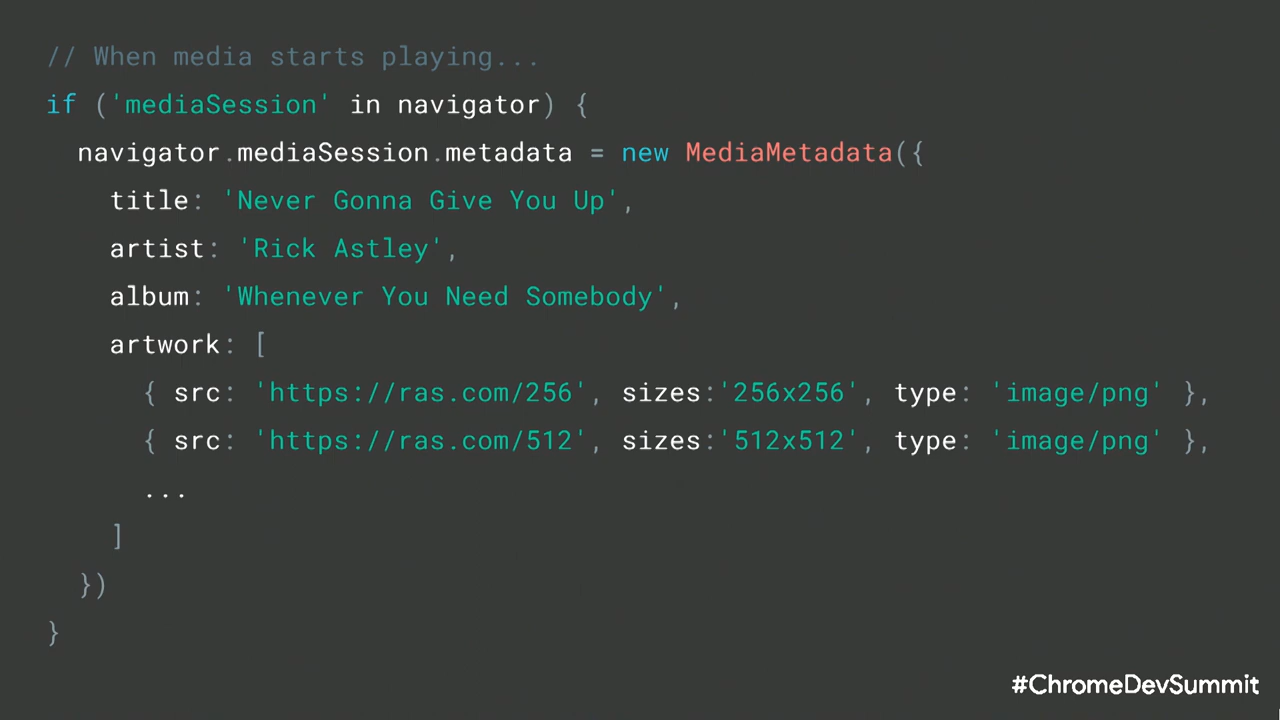 // When media starts playing...
if ('mediaSession' in navigator) {
navigator.mediaSession.metadata = new MediaMetadata({
title: 'Never Gonna Give You Up',
artist: 'Rick Astley',
album: 'Whenever You Need Somebody',
artwork: [
{ src: 'https://ras.com/256', sizes:'256x256', type: 'image/png' },
{ src: 'https://ras.com/512', sizes:'512x512', type: 'image/png' },
...
]
})
}
#ChromeDevSummit